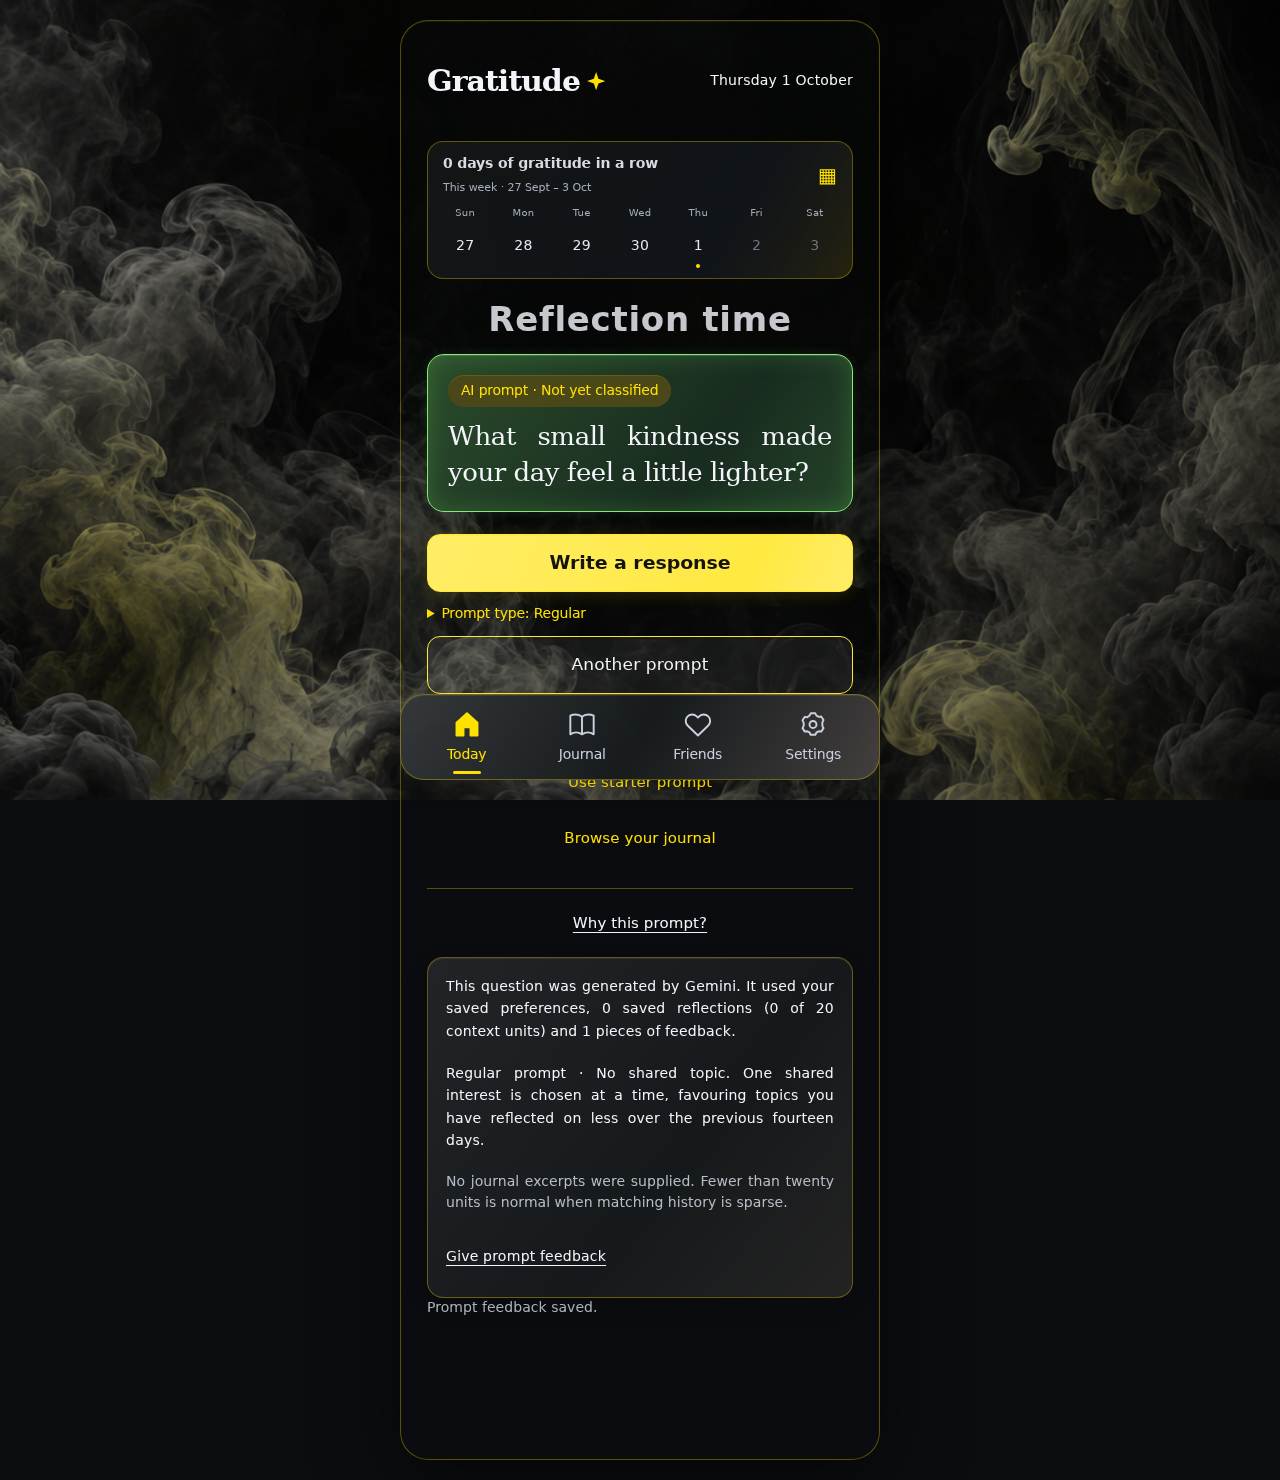 Gratitude
Thursday 1 October
0 days of gratitude in a row
This week · 27 Sept – 3 Oct
Sun Mon Tue Wed Thu Fri Sat
27 28 29 30 1 2 3
Reflection time
AI prompt · Not yet classified
What small kindness made
your day feel a little lighter?
Write a response
Prompt type: Regular
Another prompt
Today Journal Friends Settings
Use starter prompt
Browse your journal
Why this prompt?
This question was generated by Gemini. It used your
saved preferences, 0 saved reflections (0 of 20
context units) and 1 pieces of feedback.
Regular prompt · No shared topic. One shared
interest is chosen at a time, favouring topics you
have reflected on less over the previous fourteen
days.
No journal excerpts were supplied. Fewer than twenty
units is normal when matching history is sparse.
Give prompt feedback
Prompt feedback saved.